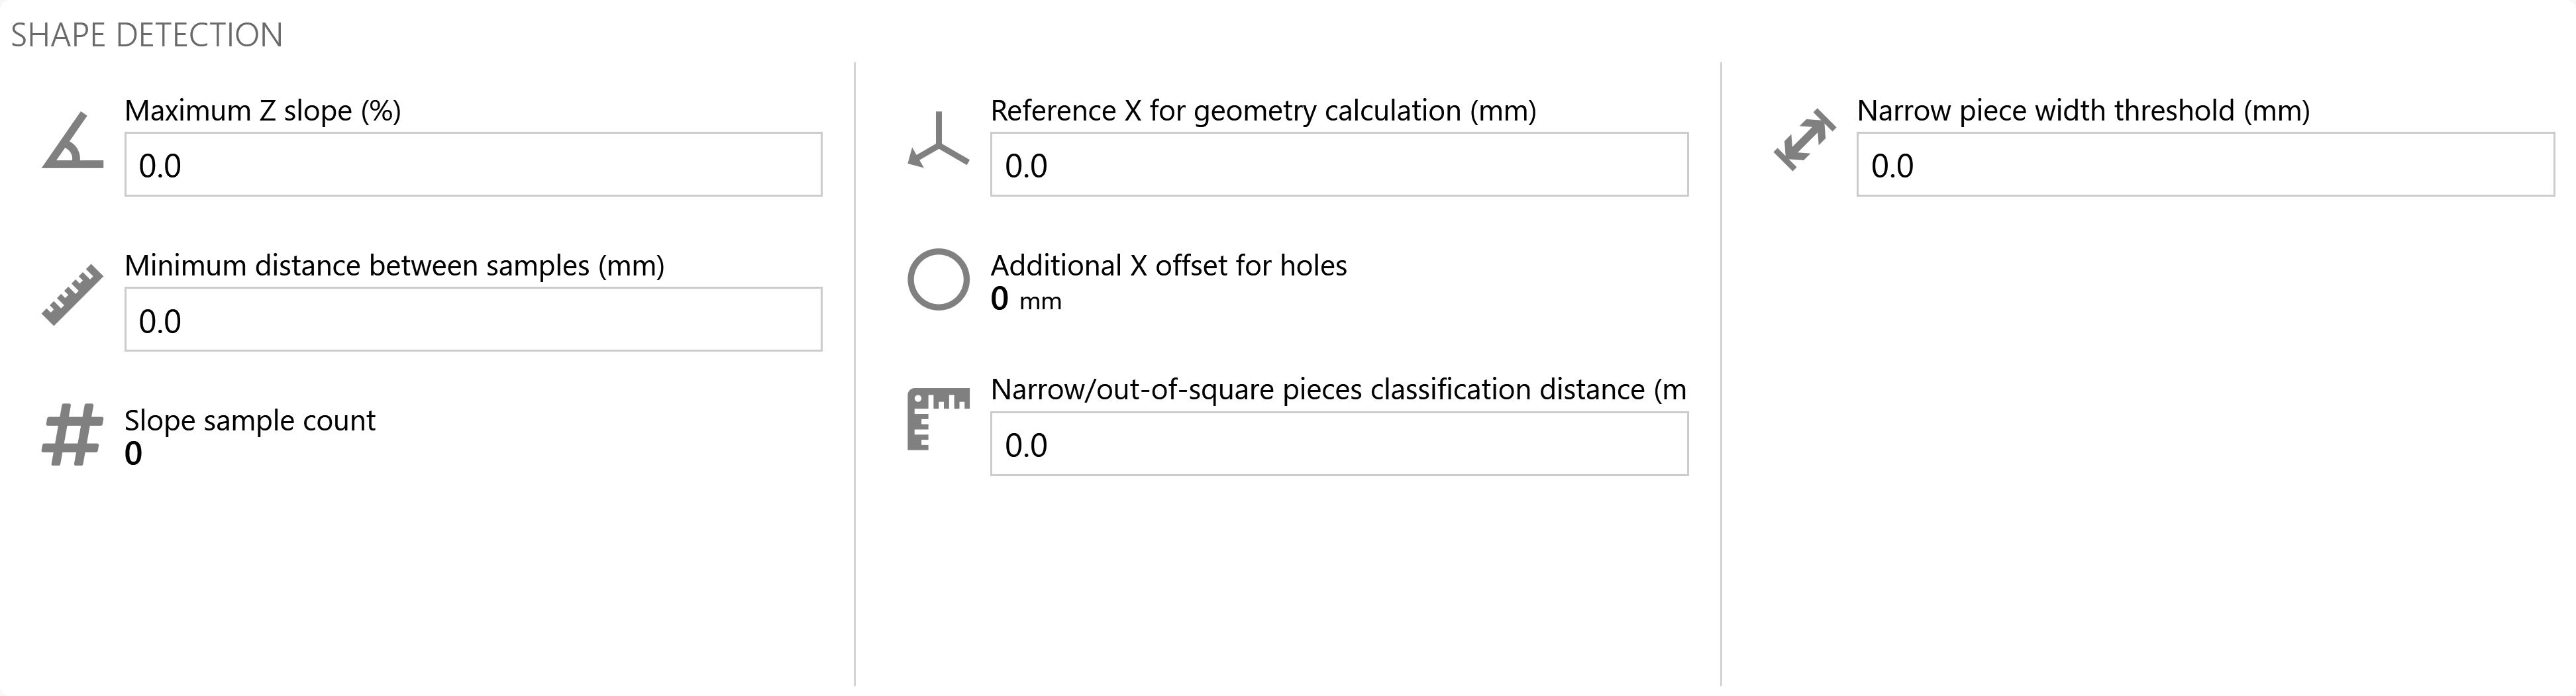 SHAPE DETECTION
Maximum Z slope (%)
0.0
Minimum distance between samples (mm)
0.0
Slope sample count
0
Reference X for geometry calculation (mm)
0.0
Additional X offset for holes
0 mm
Narrow/out-of-square pieces classification distance (m
0.0
Narrow piece width threshold (mm)
0.0